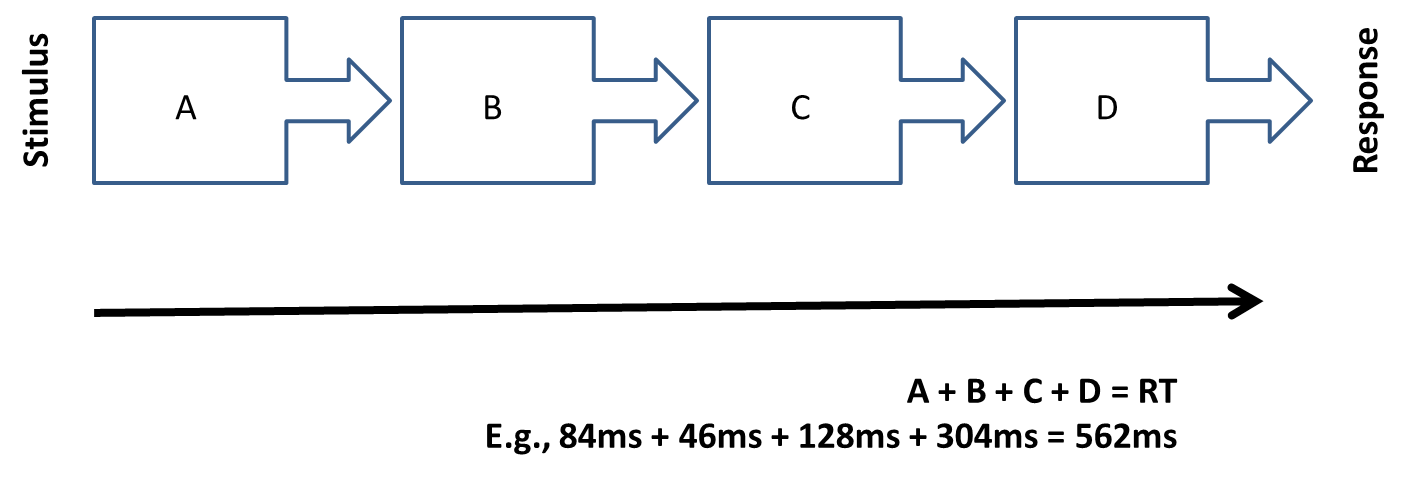 Stimulus
A
B
C
D
Response
A + B + C + D = RT
E.g., 84ms + 46ms + 128ms + 304ms = 562ms